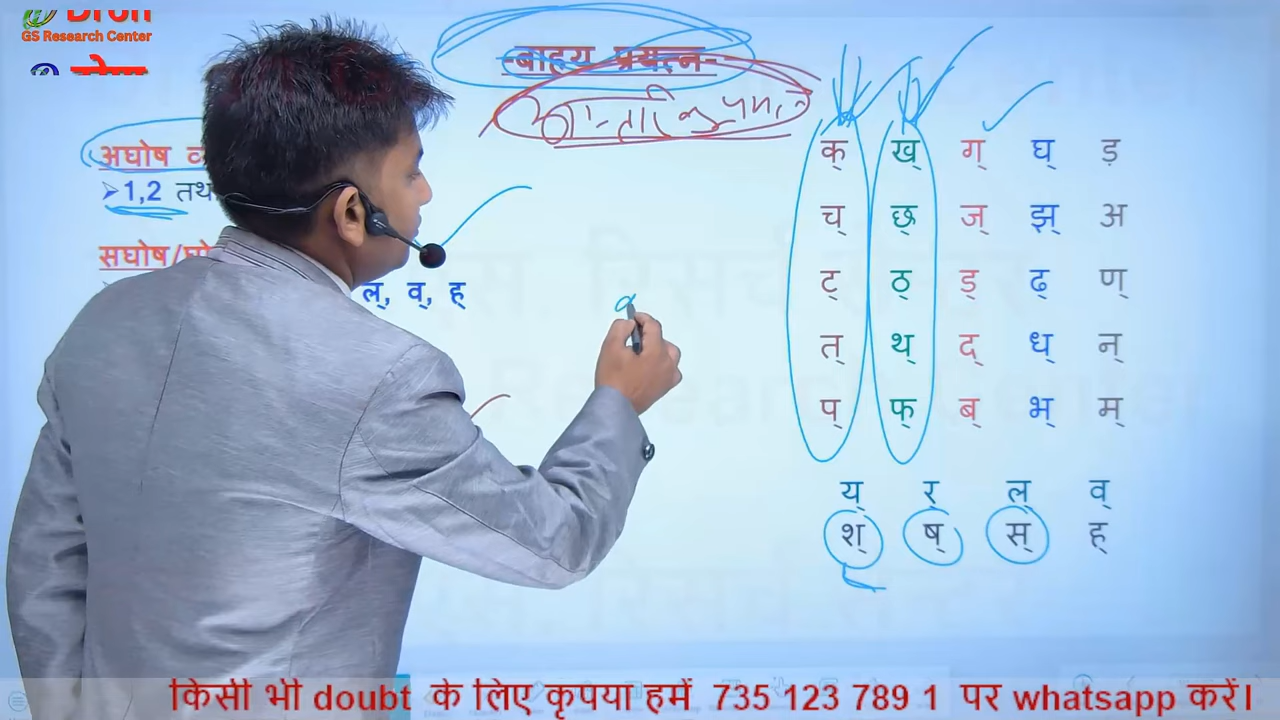 GS Research Center
-बाहय प्रयत्न-
अघोष
➢1,2 तथ
सघोष/घो
ल्, व्, ह्
क् ख् ग् घ् ड़
च् छ् ज् झ् अ
ट् ठ् ड् ढ् ण्
त् थ् द् ध् न्
प् फ् ब् भ् म्
य् र् ल् व्
श् ष् स् ह्
किसी भी doubt के लिए कृपया हमें 735 123 789 1 पर whatsapp करें।